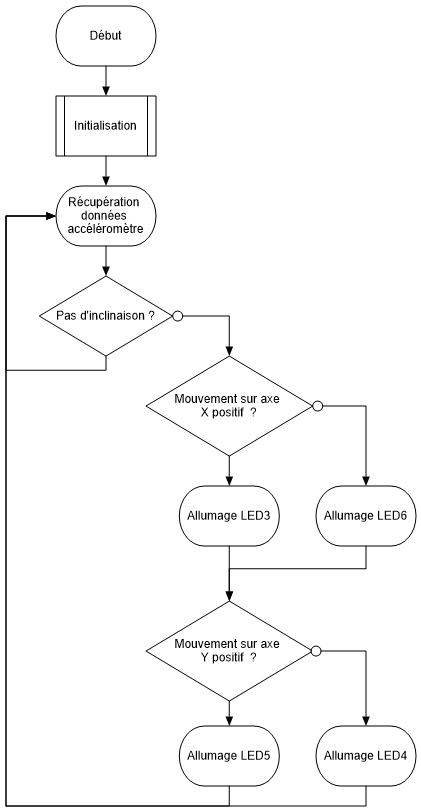 Début
Initialisation
Récupération
données
accéléromètre
Pas d'inclinaison ?
Mouvement sur axe
X positif ?
Allumage LED3
Allumage LED6
Mouvement sur axe
Y positif ?
Allumage LED5
Allumage LED4